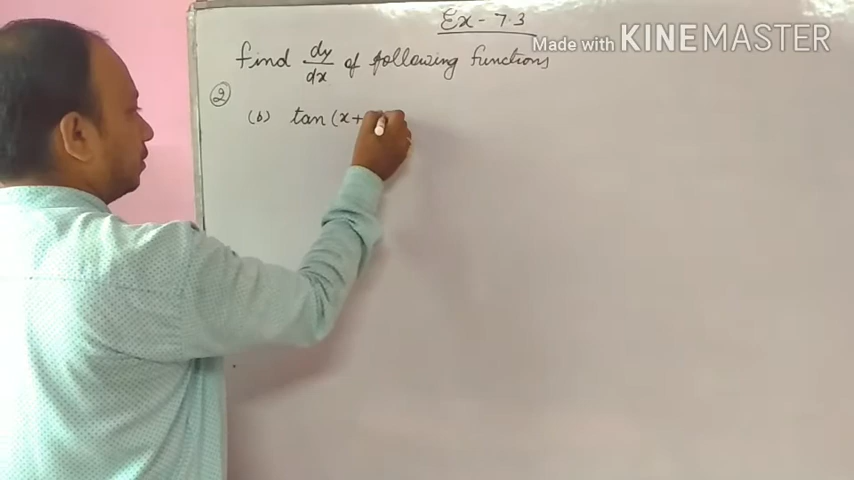 Ex - 7.3
Made with KINEMASTER
Find dy/dx of following functions
②
(b) tan (x+